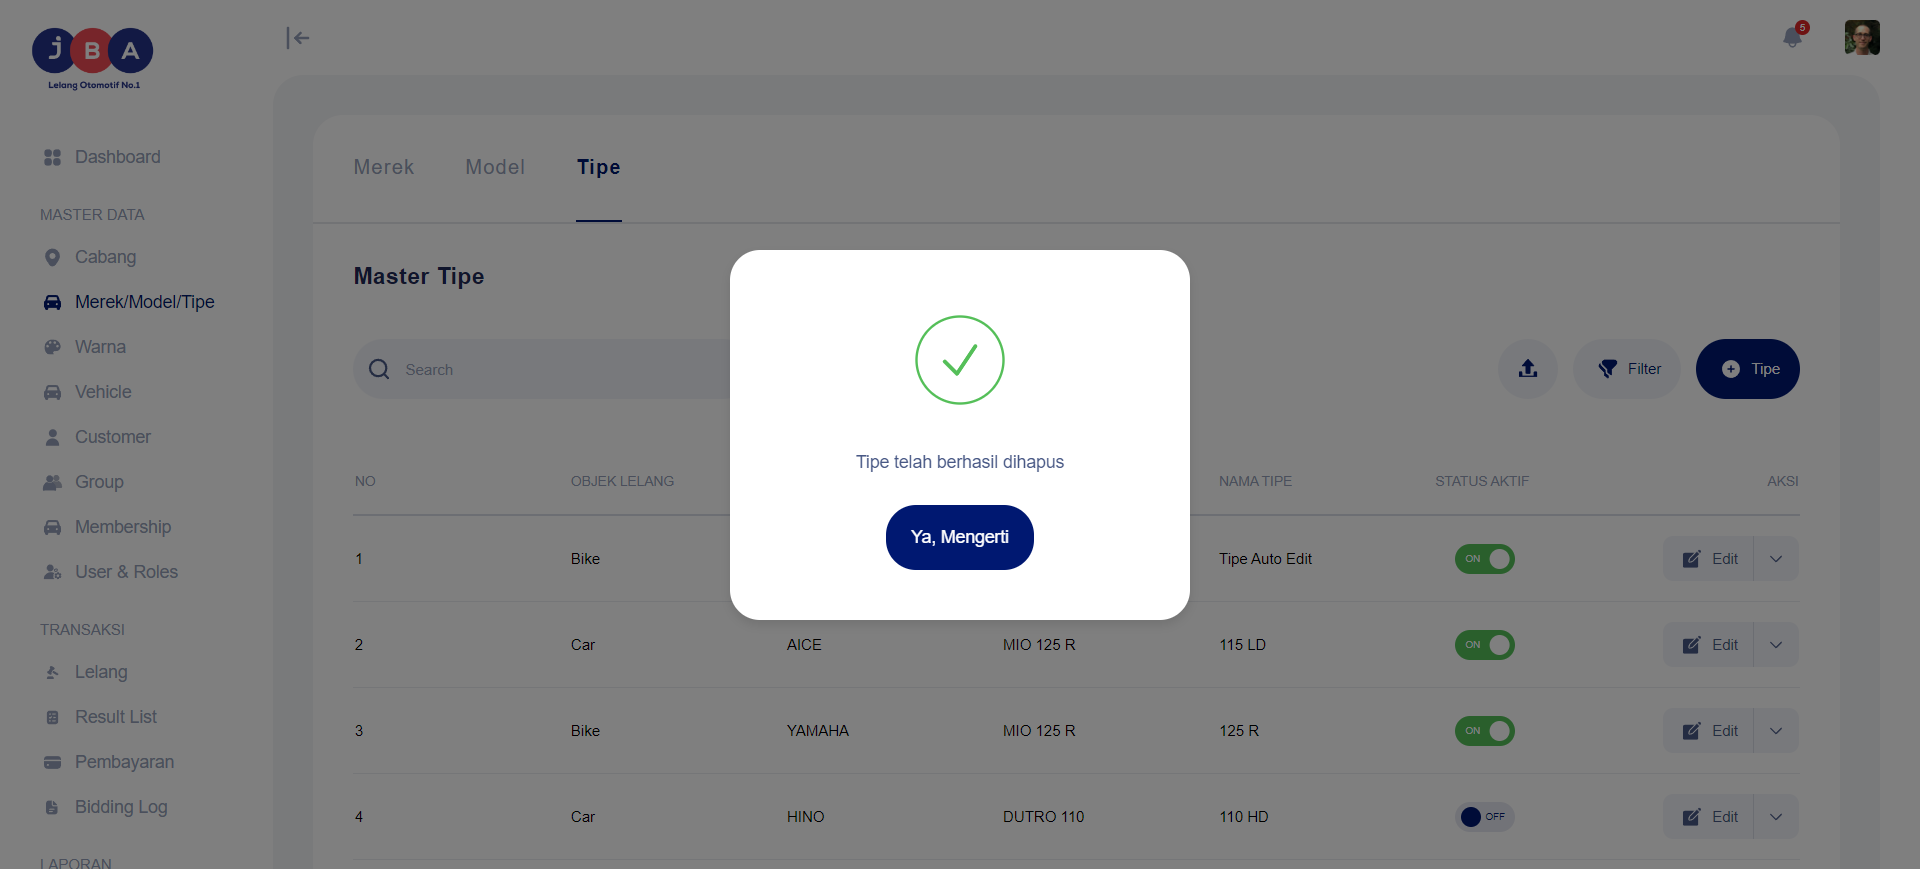 JBA
Lelang Otomotif No.1
5
Dashboard
MASTER DATA
Cabang
Merek/Model/Tipe
Warna
Vehicle
Customer
Group
Membership
User & Roles
TRANSAKSI
Lelang
Result List
Pembayaran
Bidding Log
LAPORAN
Merek Model Tipe
Master Tipe
Search
Filter
Tipe
Tipe telah berhasil dihapus
Ya, Mengerti
NO OBJEK LELANG NAMA TIPE STATUS AKTIF AKSI
1 Bike Tipe Auto Edit ON Edit
2 Car AICE MIO 125 R 115 LD ON Edit
3 Bike YAMAHA MIO 125 R 125 R ON Edit
4 Car HINO DUTRO 110 110 HD OFF Edit